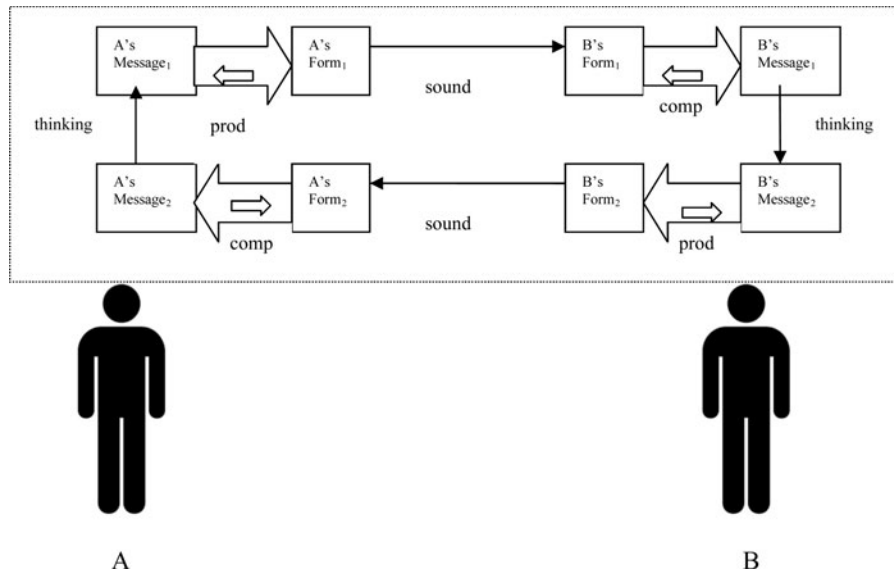 A's
Message₁
A's
Form₁
B's
Form₁
B's
Message₁
sound
comp
thinking
prod
thinking
A's
Message₂
A's
Form₂
B's
Form₂
B's
Message₂
comp
sound
prod
A
B